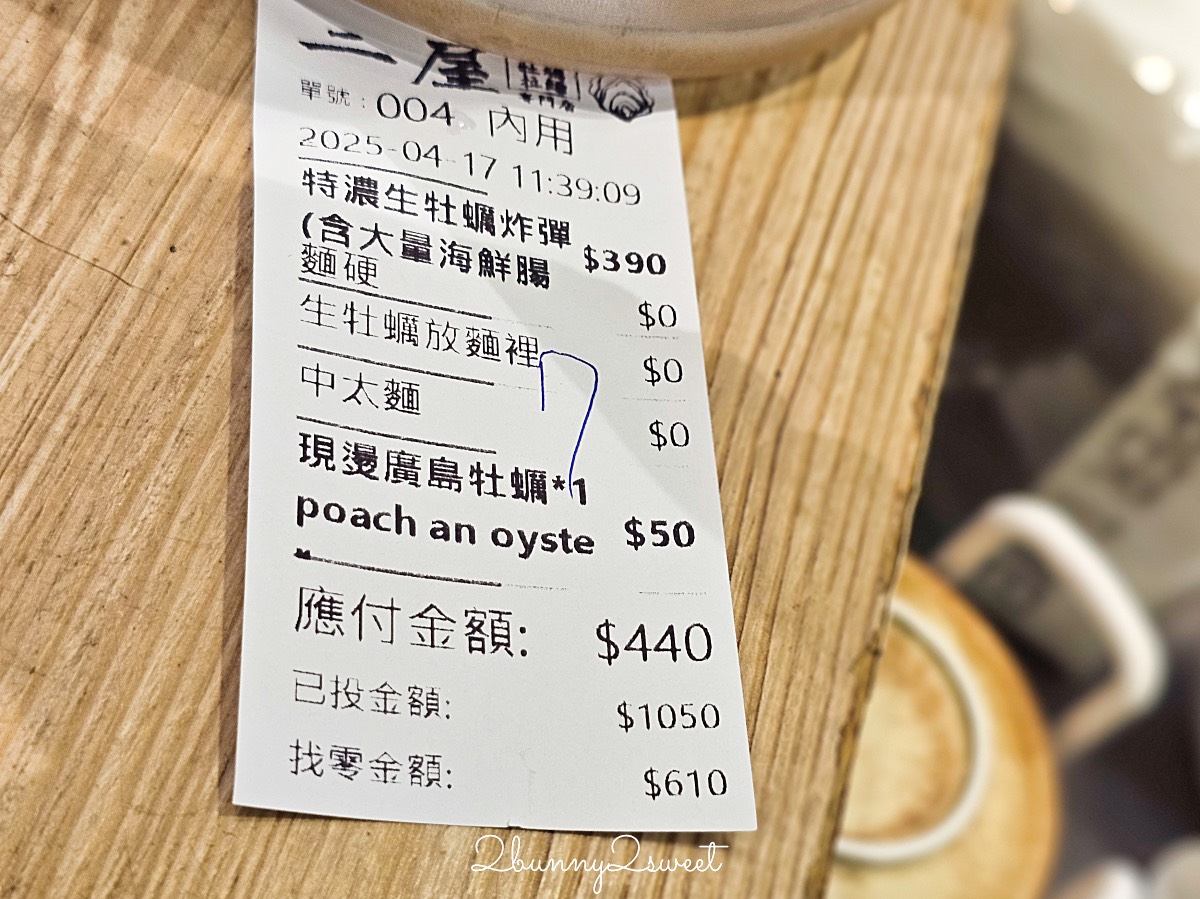 二屋 牡蠣拉麵專門店
單號：004 內用
2025-04-17 11:39:09
特濃生牡蠣炸彈
(含大量海鮮腸 $390
麵硬 $0
生牡蠣放麵裡 $0
中太麵 $0
現燙廣島牡蠣*1
poach an oyste $50
應付金額: $440
已投金額: $1050
找零金額: $610
2bunny2sweet